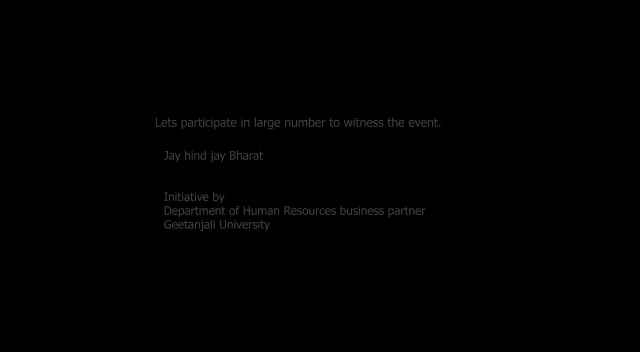 Lets participate in large number to witness the event.
Jay hind jay Bharat
Initiative by
Department of Human Resources business partner
Geetanjali University